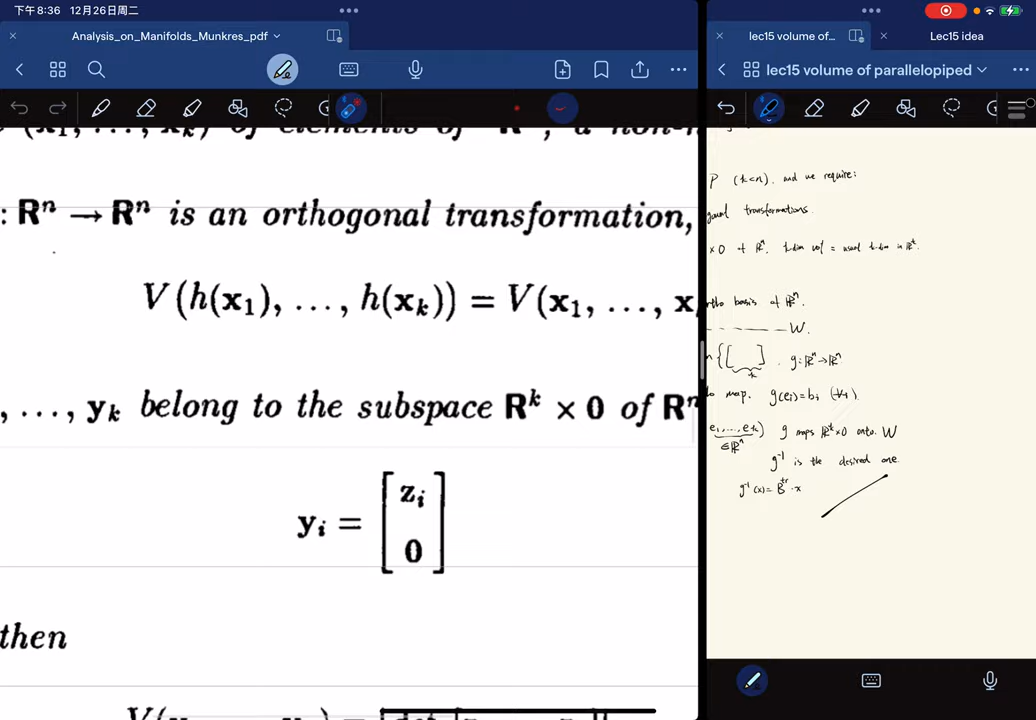 下午8:36 12月26日周二
Analysis_on_Manifolds_Munkres_pdf
: Rⁿ → Rⁿ is an orthogonal transformation,
V(h(x₁), ..., h(xₖ)) = V(x₁, ..., x
, ..., yₖ belong to the subspace Rᵏ × 0 of Rⁿ
yᵢ = [zᵢ
0]
then
lec15 volume of...
Lec15 idea
lec15 volume of parallelopiped
P (k<n), and we require:
transformations.
× 0 of ℝⁿ, k-dim vol = usual k-dim in ℝᵏ
basis of ℝⁿ.
W.
{[ ] . g: ℝⁿ→ℝⁿ
k
map. g(eᵢ)=bᵢ (∀i).
e₁,...,eₖ) g maps ℝᵏ×0 onto W
∈ℝⁿ
g⁻¹ is the desired one.
g⁻¹(x)= Bᵗʳ·x